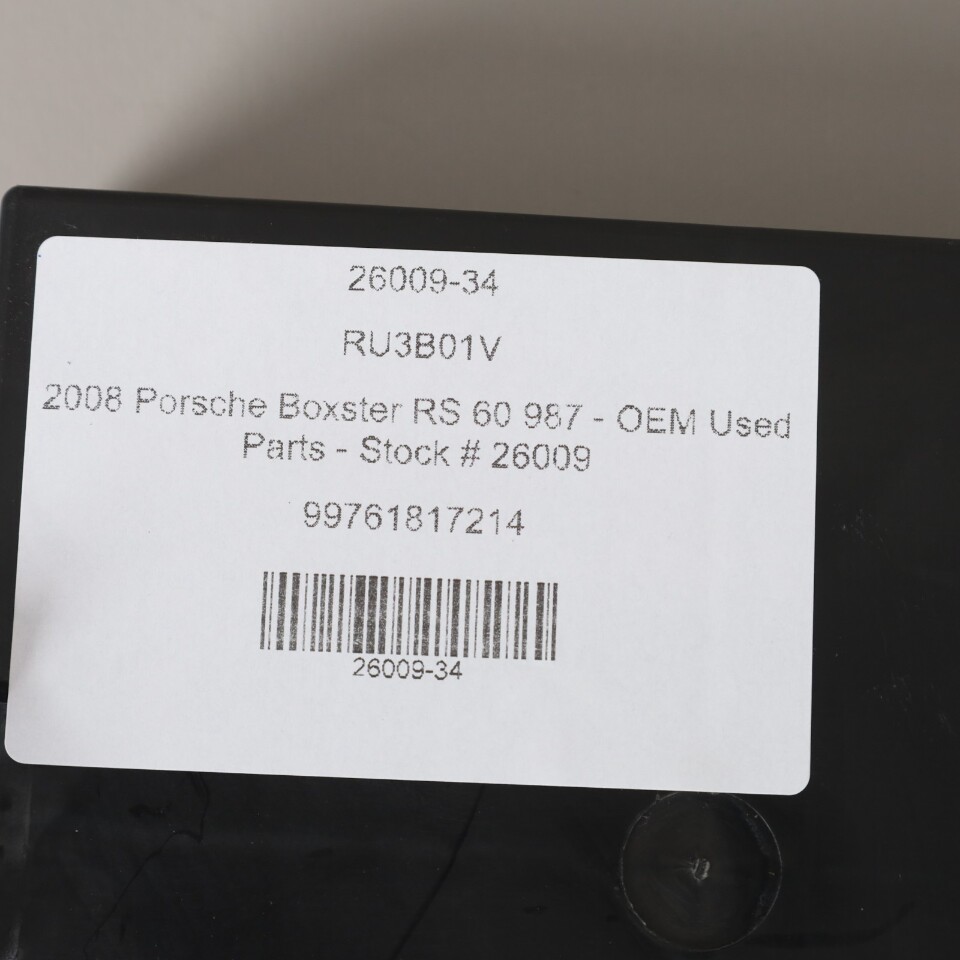 26009-34
RU3B01V
2008 Porsche Boxster RS 60 987 - OEM Used
Parts - Stock # 26009
99761817214
26009-34